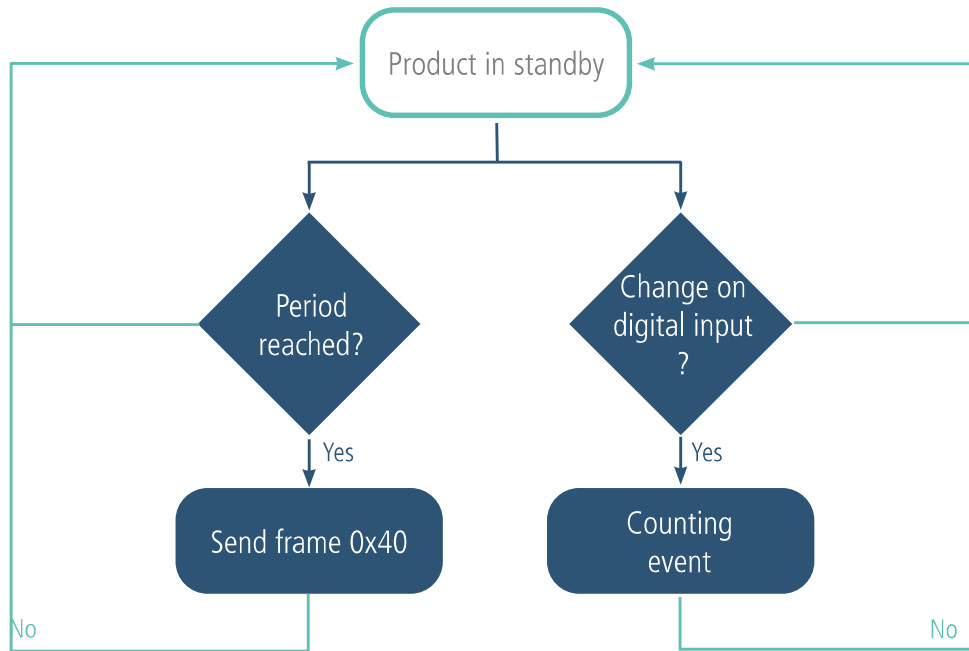 Product in standby
Period
reached?
Change on
digital input
?
Yes
Yes
Send frame 0x40
Counting
event
No
No